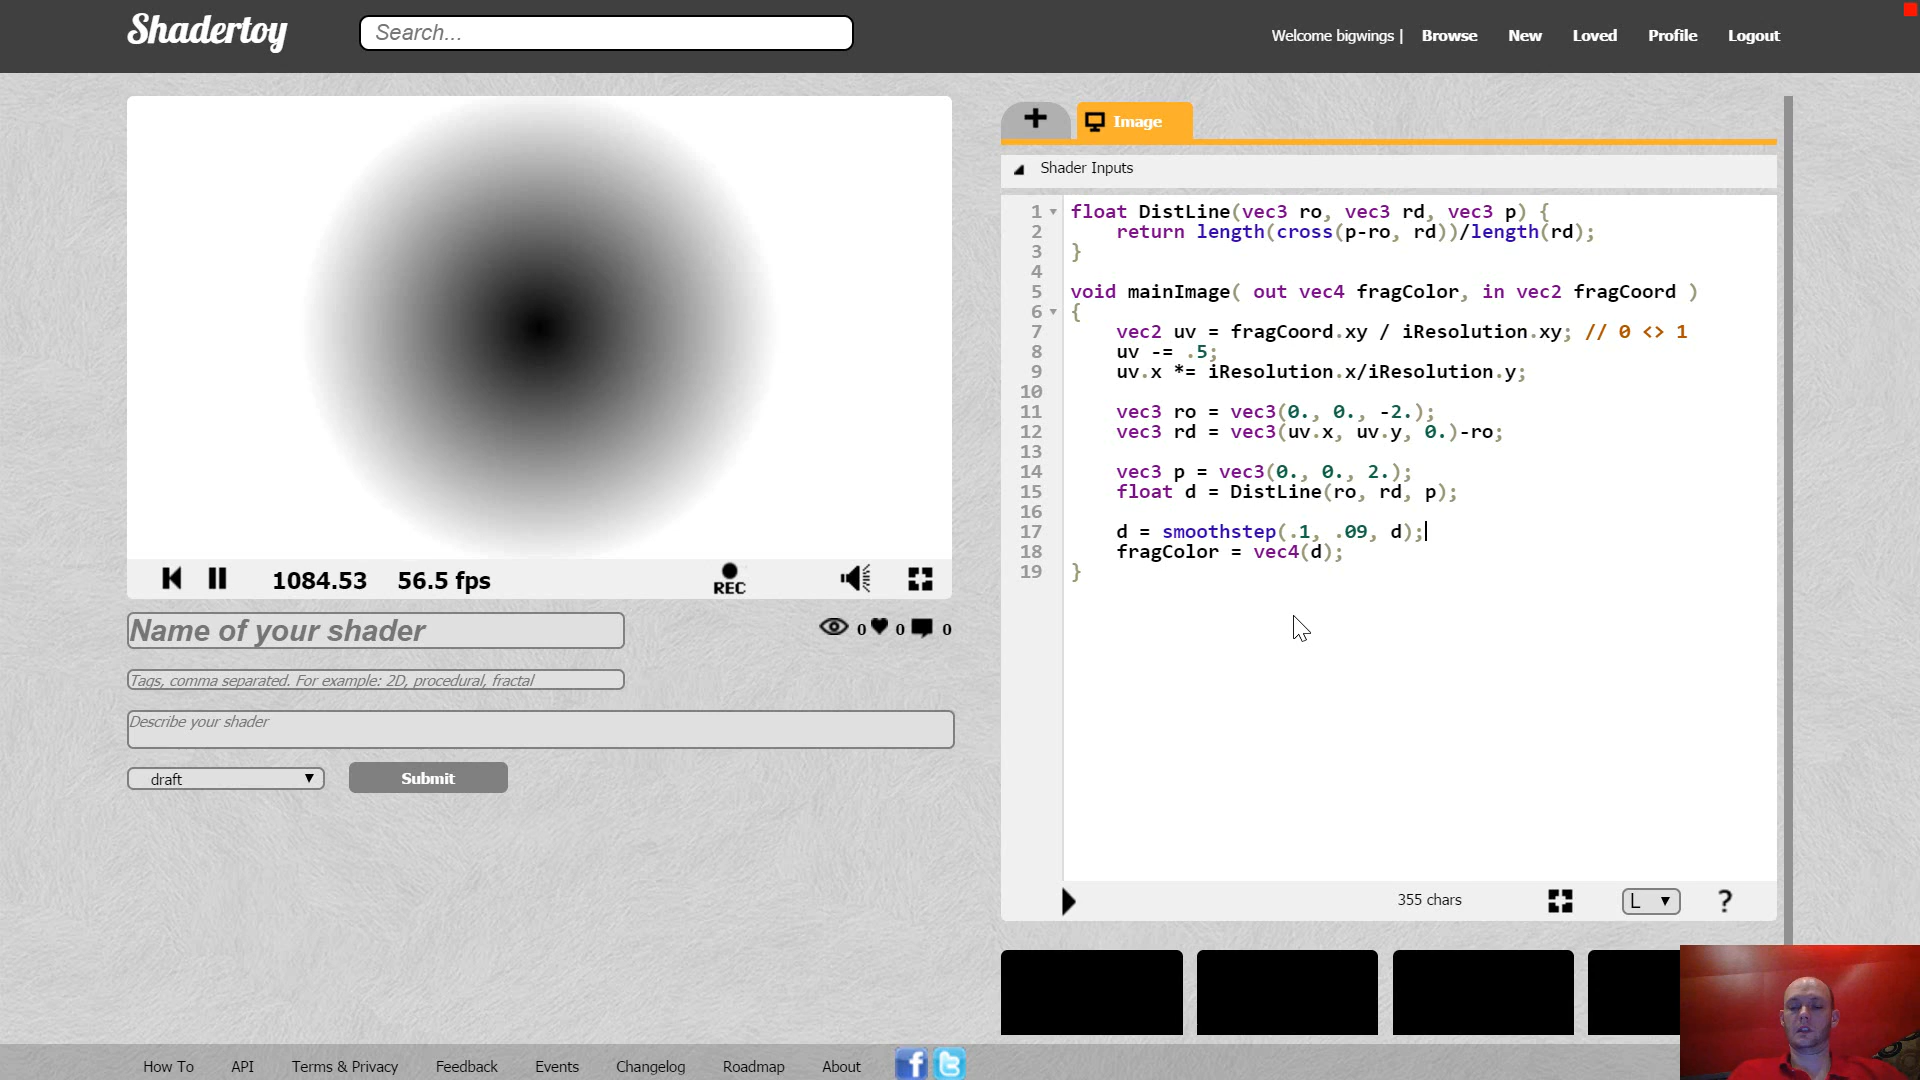 Shadertoy
Search...
Welcome bigwings | Browse New Loved Profile Logout
Image
Shader Inputs
1 float DistLine(vec3 ro, vec3 rd, vec3 p) {
2 return length(cross(p-ro, rd))/length(rd);
3 }
4
5 void mainImage( out vec4 fragColor, in vec2 fragCoord )
6 {
7 vec2 uv = fragCoord.xy / iResolution.xy; // 0 <> 1
8 uv -= .5;
9 uv.x *= iResolution.x/iResolution.y;
10
11 vec3 ro = vec3(0., 0., -2.);
12 vec3 rd = vec3(uv.x, uv.y, 0.)-ro;
13
14 vec3 p = vec3(0., 0., 2.);
15 float d = DistLine(ro, rd, p);
16
17 d = smoothstep(.1, .09, d);
18 fragColor = vec4(d);
19 }
1084.53 56.5 fps REC
Name of your shader
0 0 0
Tags, comma separated. For example: 2D, procedural, fractal
Describe your shader
draft Submit
355 chars L ?
How To API Terms & Privacy Feedback Events Changelog Roadmap About